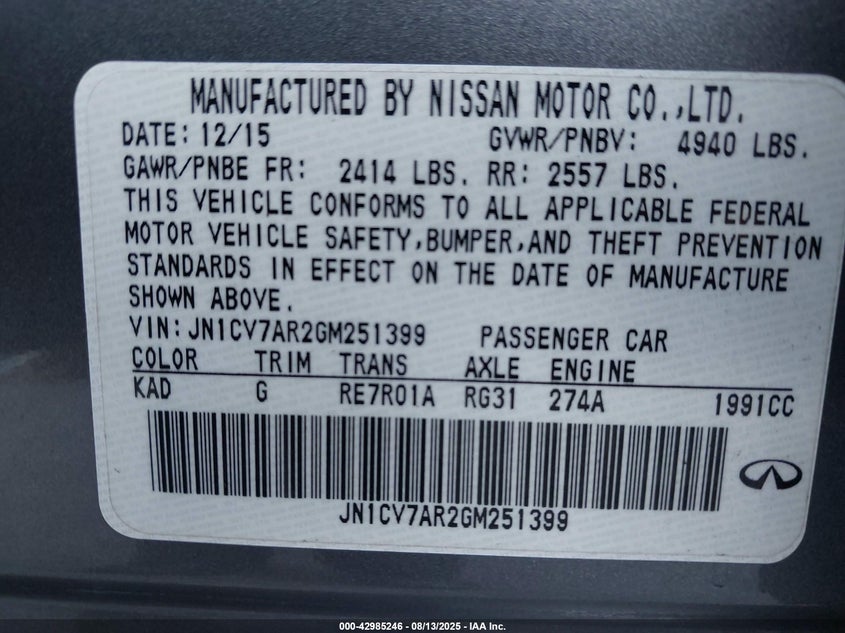 MANUFACTURED BY NISSAN MOTOR CO.,LTD.
DATE: 12/15 GVWR/PNBV: 4940 LBS.
GAWR/PNBE FR: 2414 LBS. RR: 2557 LBS.
THIS VEHICLE CONFORMS TO ALL APPLICABLE FEDERAL
MOTOR VEHICLE SAFETY,BUMPER,AND THEFT PREVENTION
STANDARDS IN EFFECT ON THE DATE OF MANUFACTURE
SHOWN ABOVE.
VIN:JN1CV7AR2GM251399 PASSENGER CAR
COLOR TRIM TRANS AXLE ENGINE
KAD G RE7R01A RG31 274A 1991CC
JN1CV7AR2GM251399
000-42985246 - 08/13/2025 - IAA Inc.